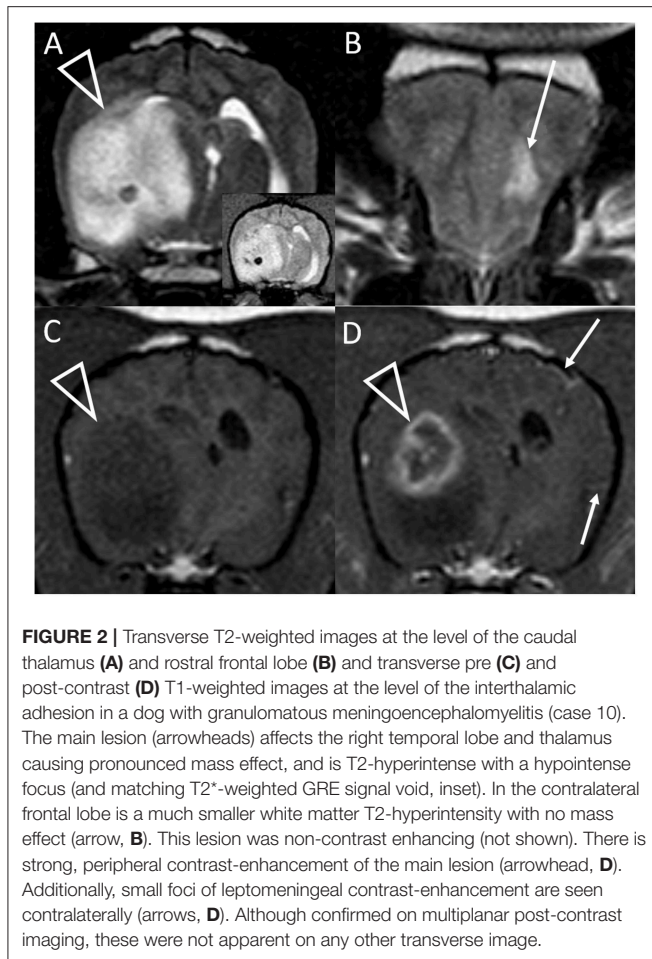 A
B
C
D
FIGURE 2 | Transverse T2-weighted images at the level of the caudal
thalamus (A) and rostral frontal lobe (B) and transverse pre (C) and
post-contrast (D) T1-weighted images at the level of the interthalamic
adhesion in a dog with granulomatous meningoencephalomyelitis (case 10).
The main lesion (arrowheads) affects the right temporal lobe and thalamus
causing pronounced mass effect, and is T2-hyperintense with a hypointense
focus (and matching T2*-weighted GRE signal void, inset). In the contralateral
frontal lobe is a much smaller white matter T2-hyperintensity with no mass
effect (arrow, B). This lesion was non-contrast enhancing (not shown). There is
strong, peripheral contrast-enhancement of the main lesion (arrowhead, D).
Additionally, small foci of leptomeningeal contrast-enhancement are seen
contralaterally (arrows, D). Although confirmed on multiplanar post-contrast
imaging, these were not apparent on any other transverse image.